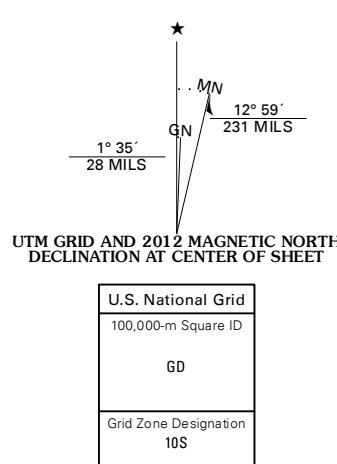 ★
MN
12° 59´
231 MILS
GN
1° 35´
28 MILS
UTM GRID AND 2012 MAGNETIC NORTH
DECLINATION AT CENTER OF SHEET
U.S. National Grid
100,000-m Square ID
GD
Grid Zone Designation
10S